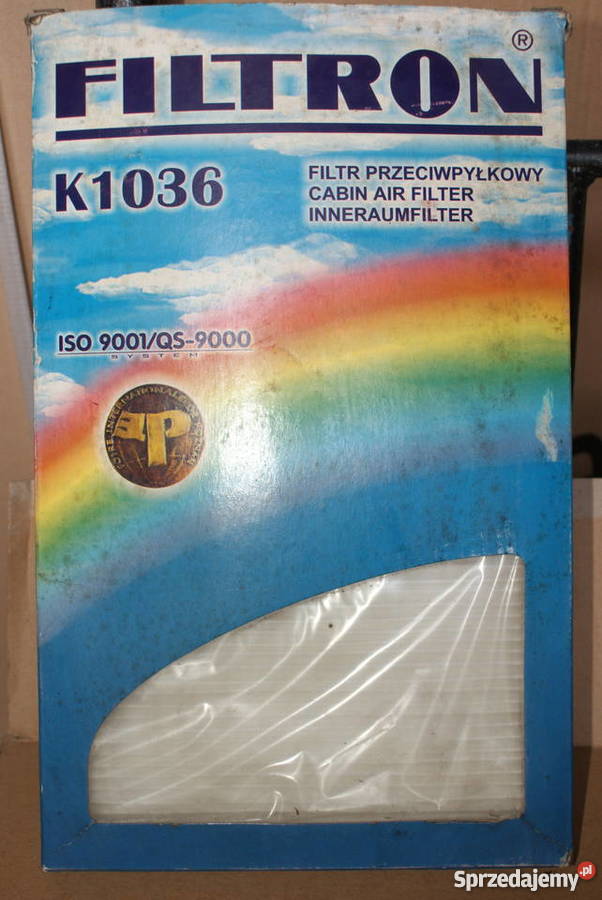 FILTRON®
K1036
FILTR PRZECIWPYŁKOWY
CABIN AIR FILTER
INNERAUMFILTER
ISO 9001/QS-9000
SYSTEM
P
Sprzedajemy.pl